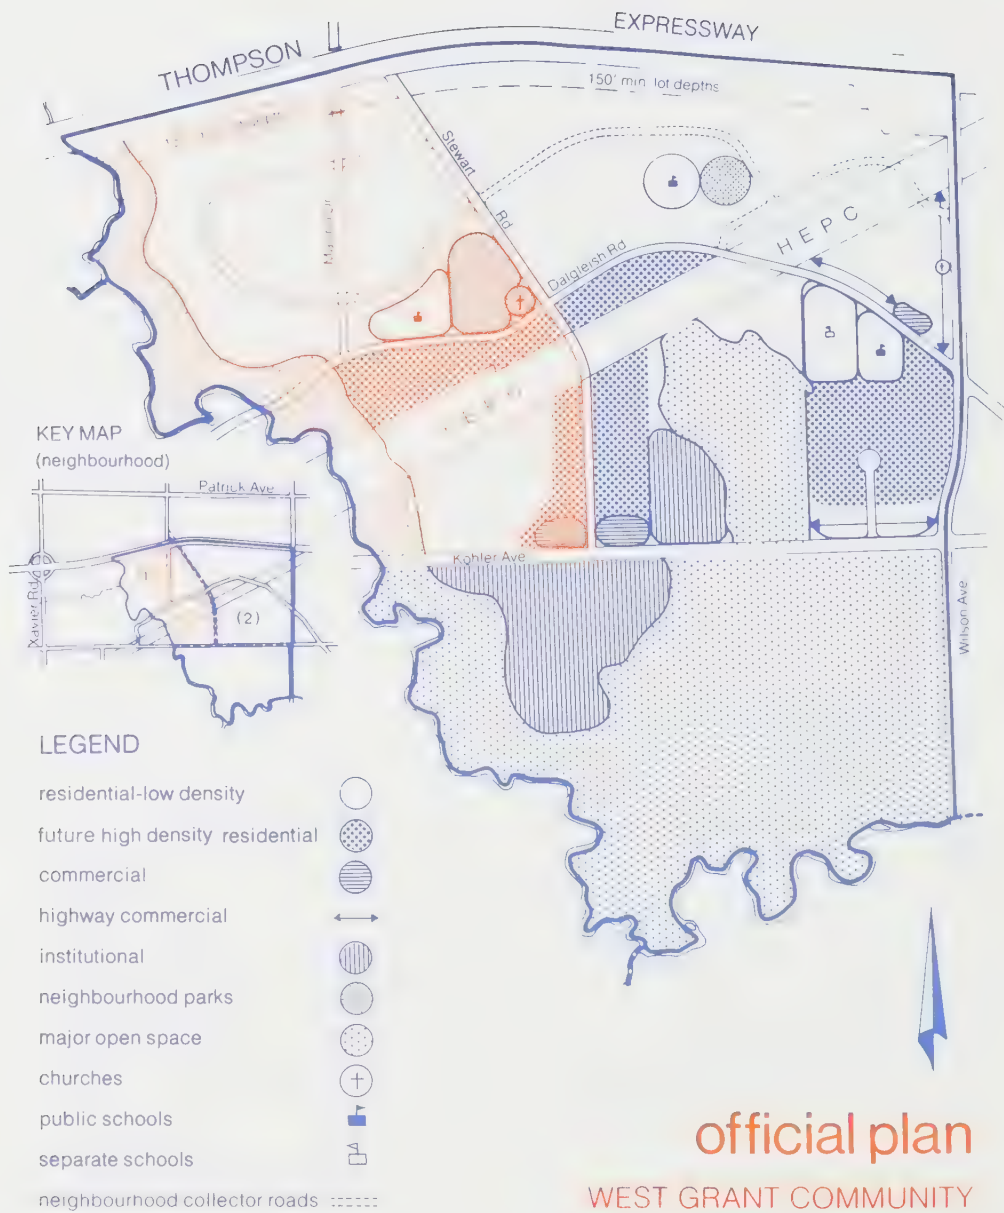 THOMPSON EXPRESSWAY
150' min. lot depths
Stewart Rd
Dalgleish Rd
HEPC
Kohler Ave
Wilson Ave
KEY MAP
(neighbourhood)
Patrick Ave
Xavier Rd
1
(2)
LEGEND
residential-low density
future high density residential
commercial
highway commercial
institutional
neighbourhood parks
major open space
churches
public schools
separate schools
neighbourhood collector roads
official plan
WEST GRANT COMMUNITY